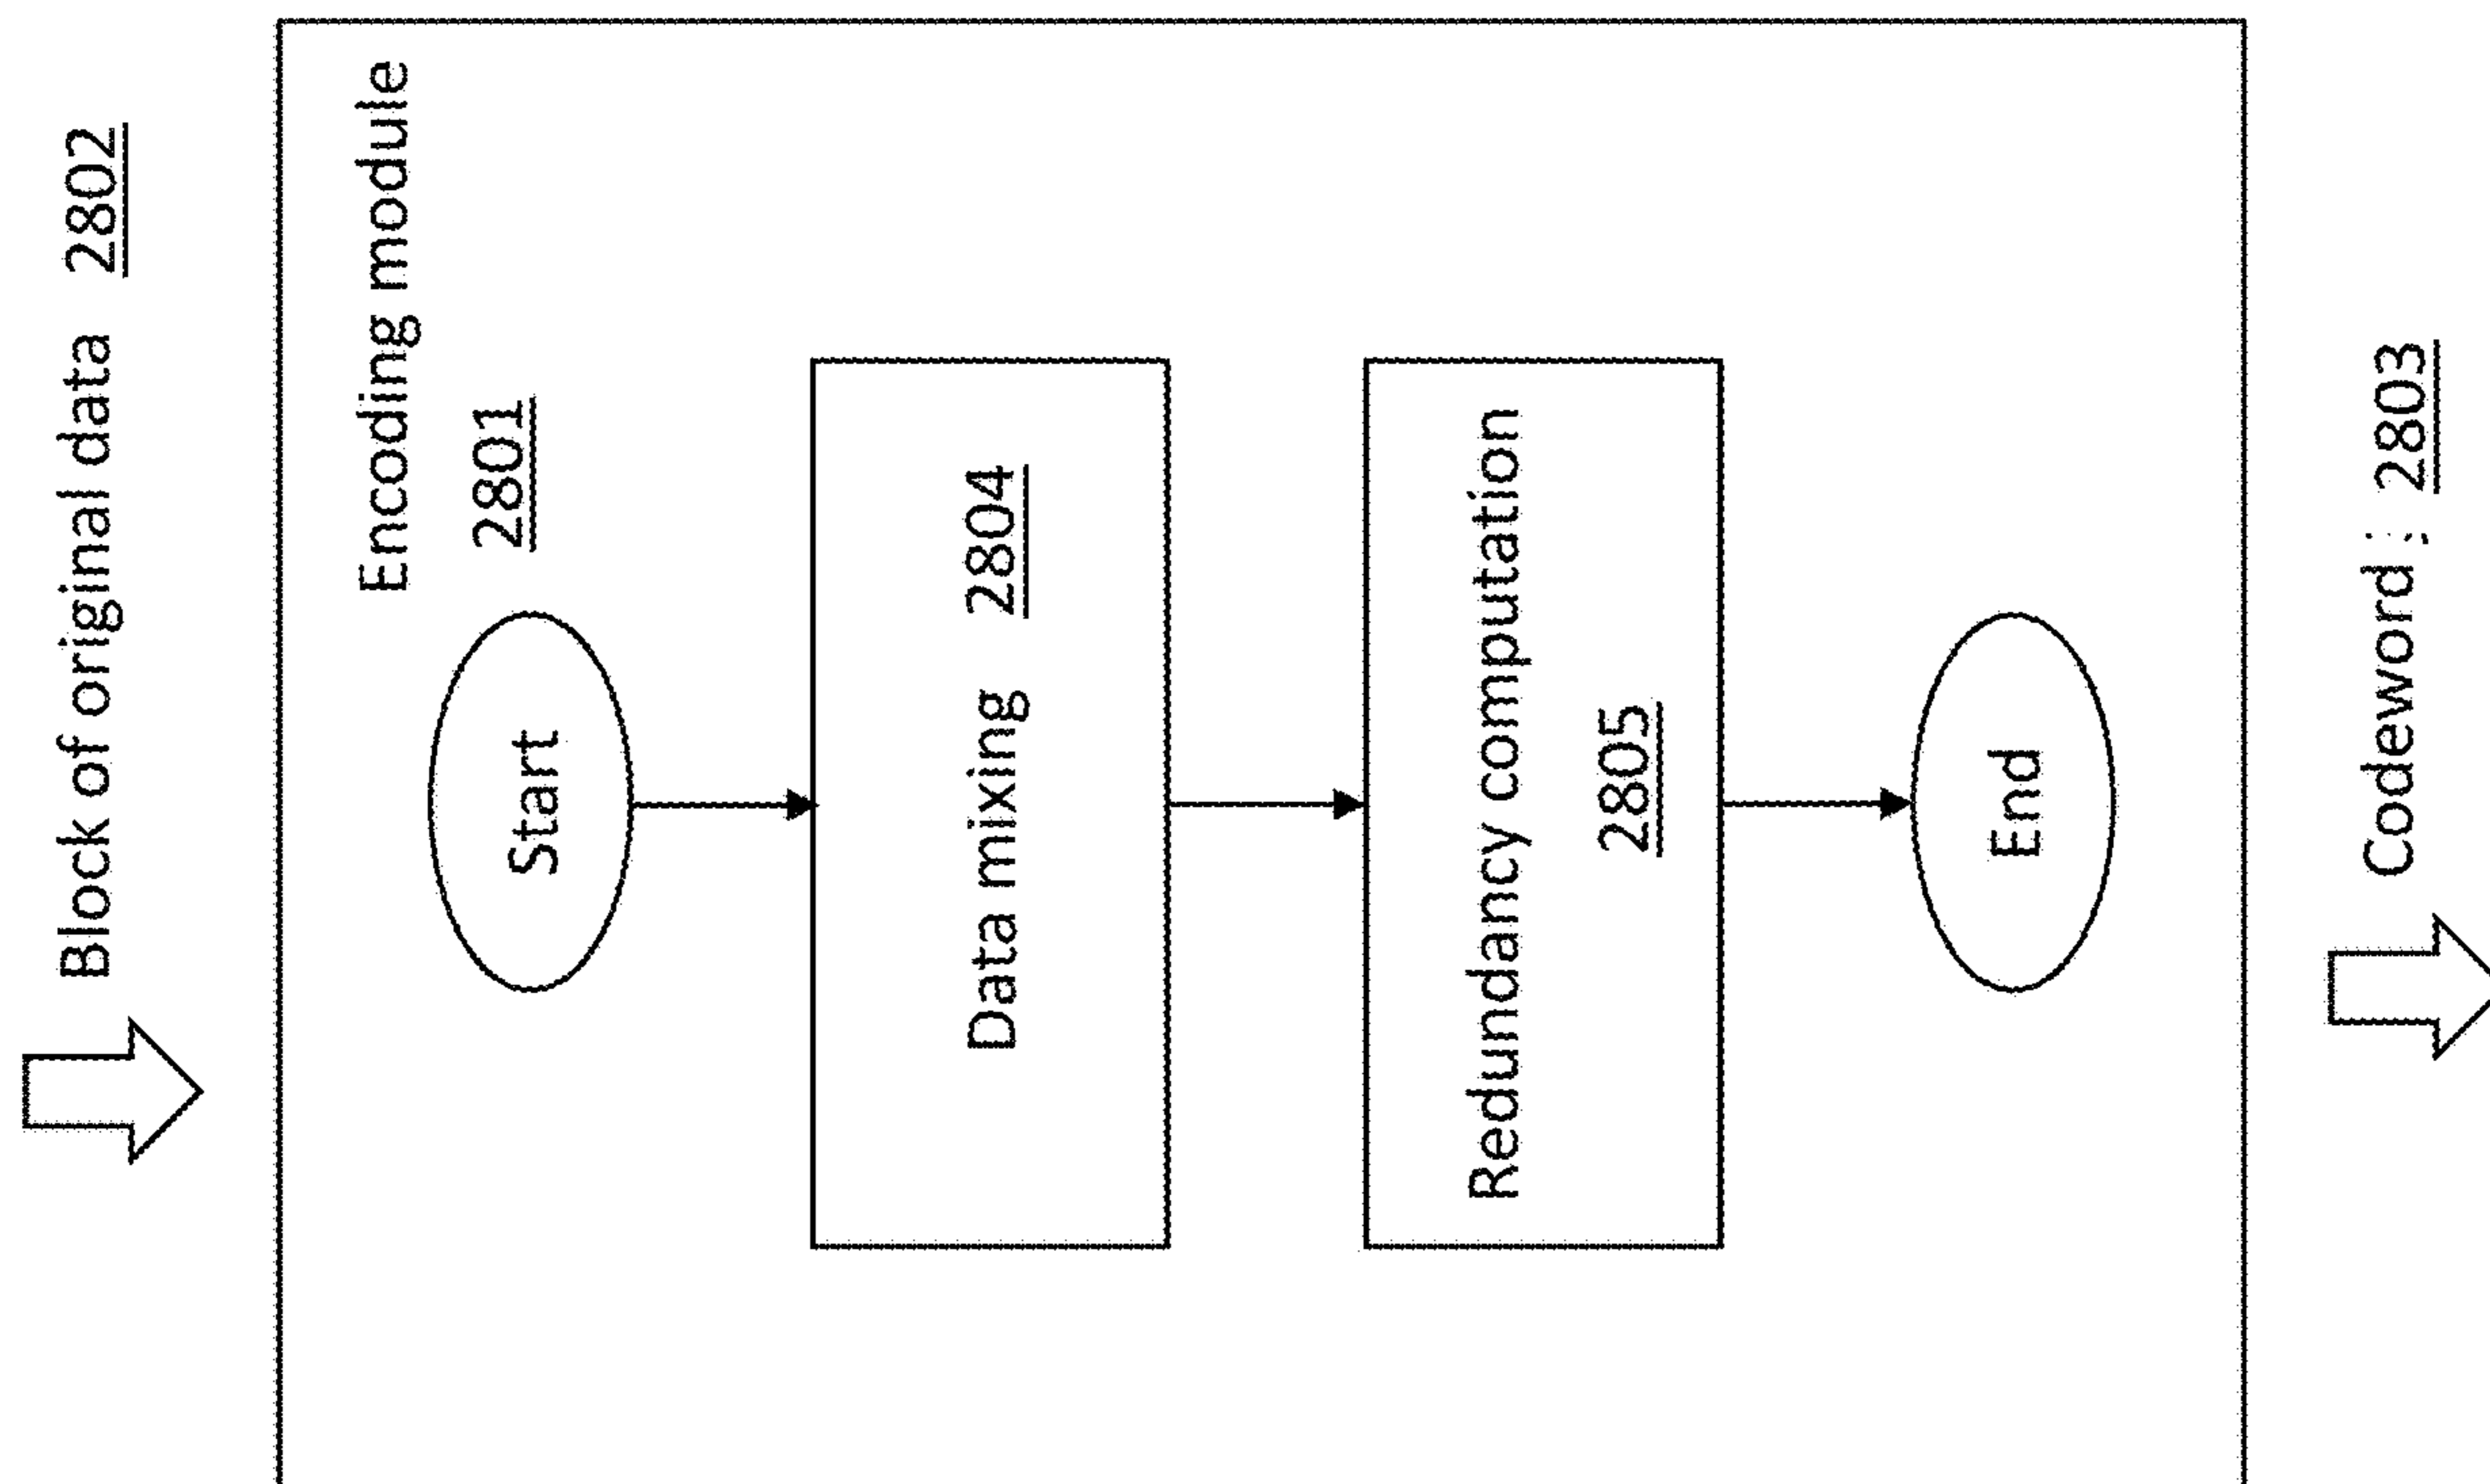 Block of original data 2802
Encoding module
2801
Start
Data mixing 2804
Redundancy computation
2805
End
Codeword : 2803